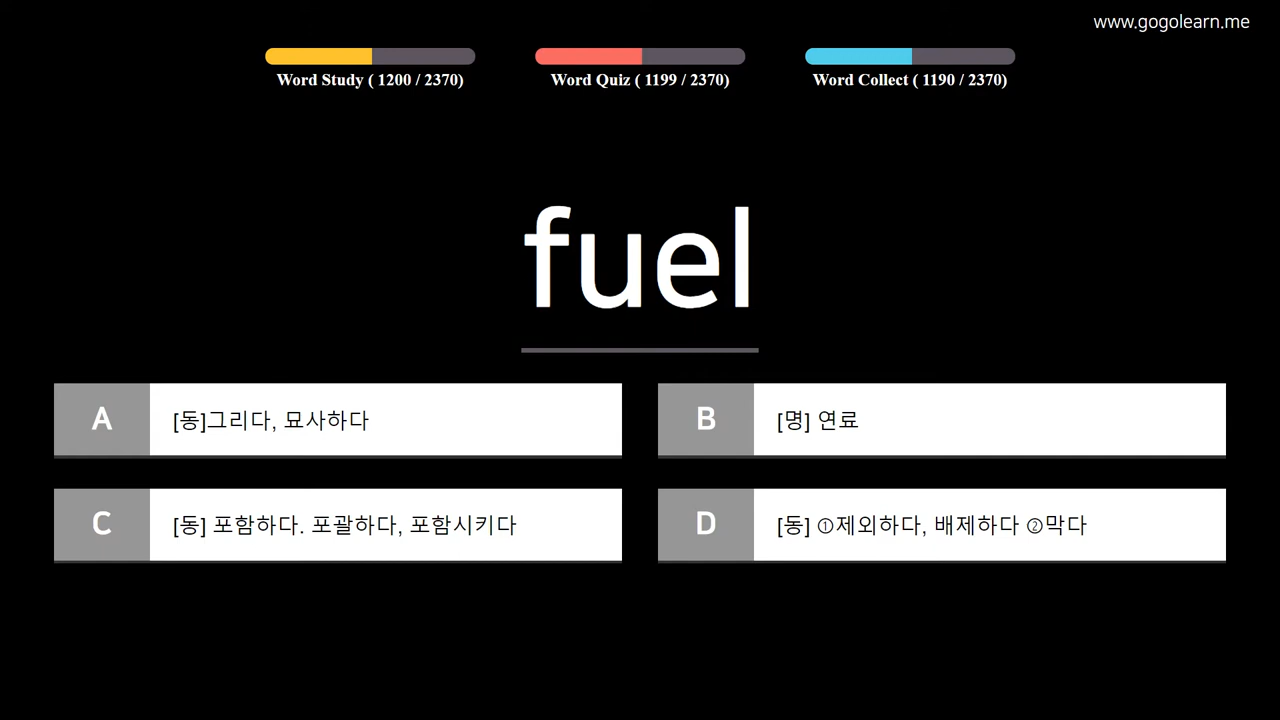 www.gogolearn.me
Word Study ( 1200 / 2370)
Word Quiz ( 1199 / 2370)
Word Collect ( 1190 / 2370)
fuel
A [동]그리다, 묘사하다
B [명] 연료
C [동] 포함하다. 포괄하다, 포함시키다
D [동] ①제외하다, 배제하다 ②막다